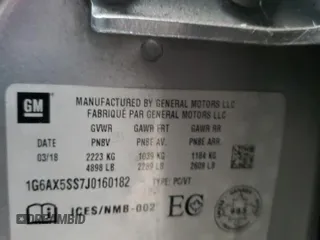 GM
MANUFACTURED BY GENERAL MOTORS LLC
FABRIQUÉ PAR GENERAL MOTORS LLC
DATE GVWR GAWR FRT GAWR RR
PNBV PNBE AV. PNBE ARR.
03/18 2223 KG 1039 KG 1184 KG
4898 LB 2289 LB 2609 LB
1G6AX5SS7J0160182 TYPE: PC/VT
ICES/NMB-002 EC
DREAMBID